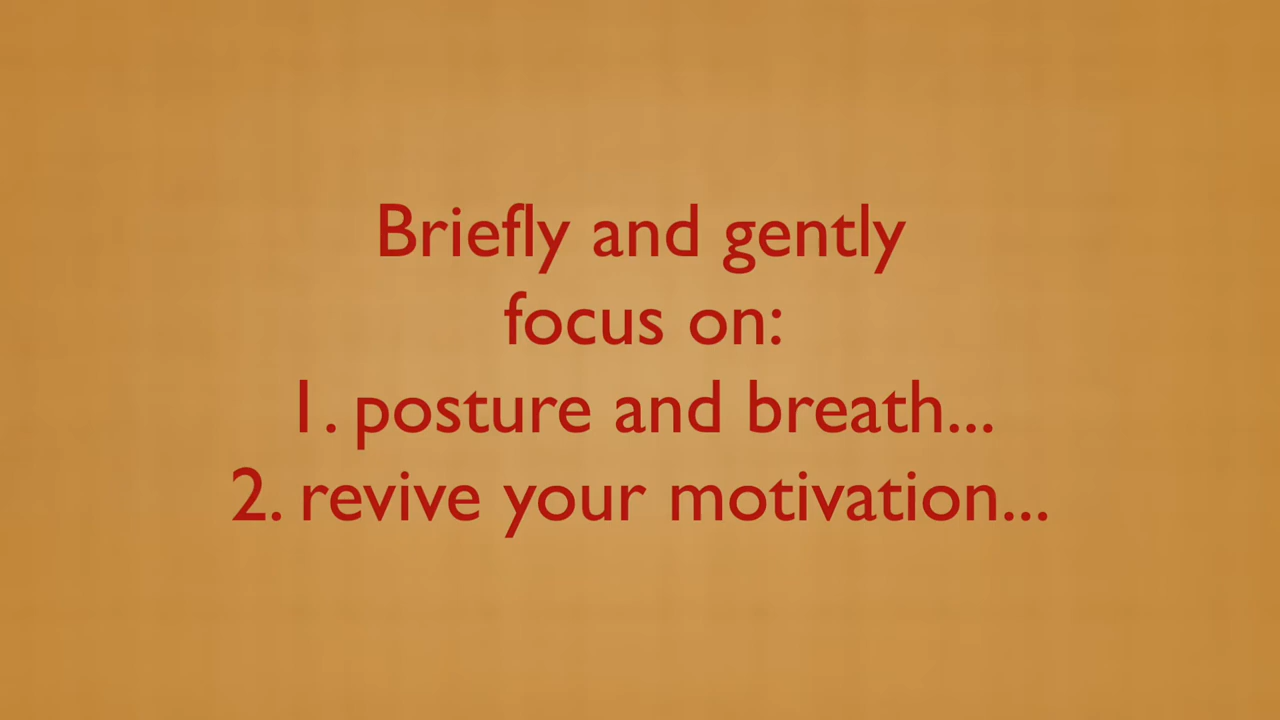 Briefly and gently
focus on:
1. posture and breath...
2. revive your motivation...